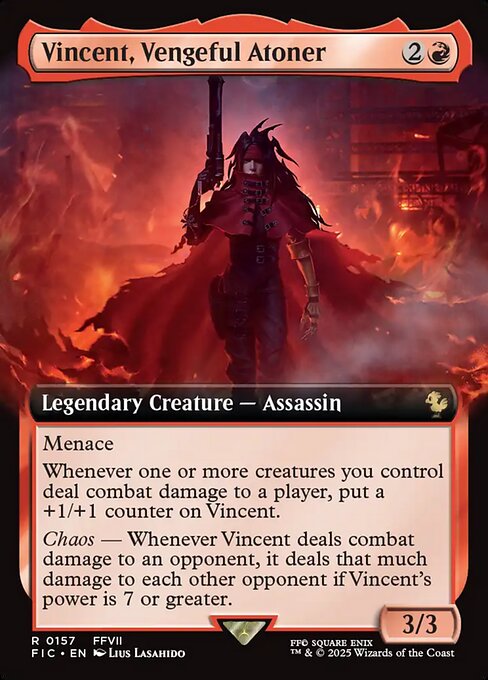 Vincent, Vengeful Atoner 2
Legendary Creature — Assassin
Menace
Whenever one or more creatures you control
deal combat damage to a player, put a
+1/+1 counter on Vincent.
Chaos — Whenever Vincent deals combat
damage to an opponent, it deals that much
damage to each other opponent if Vincent's
power is 7 or greater.
3/3
R 0157 FFVII
FIC • EN Lius Lasahido
FF© SQUARE ENIX
™ & © 2025 Wizards of the Coast